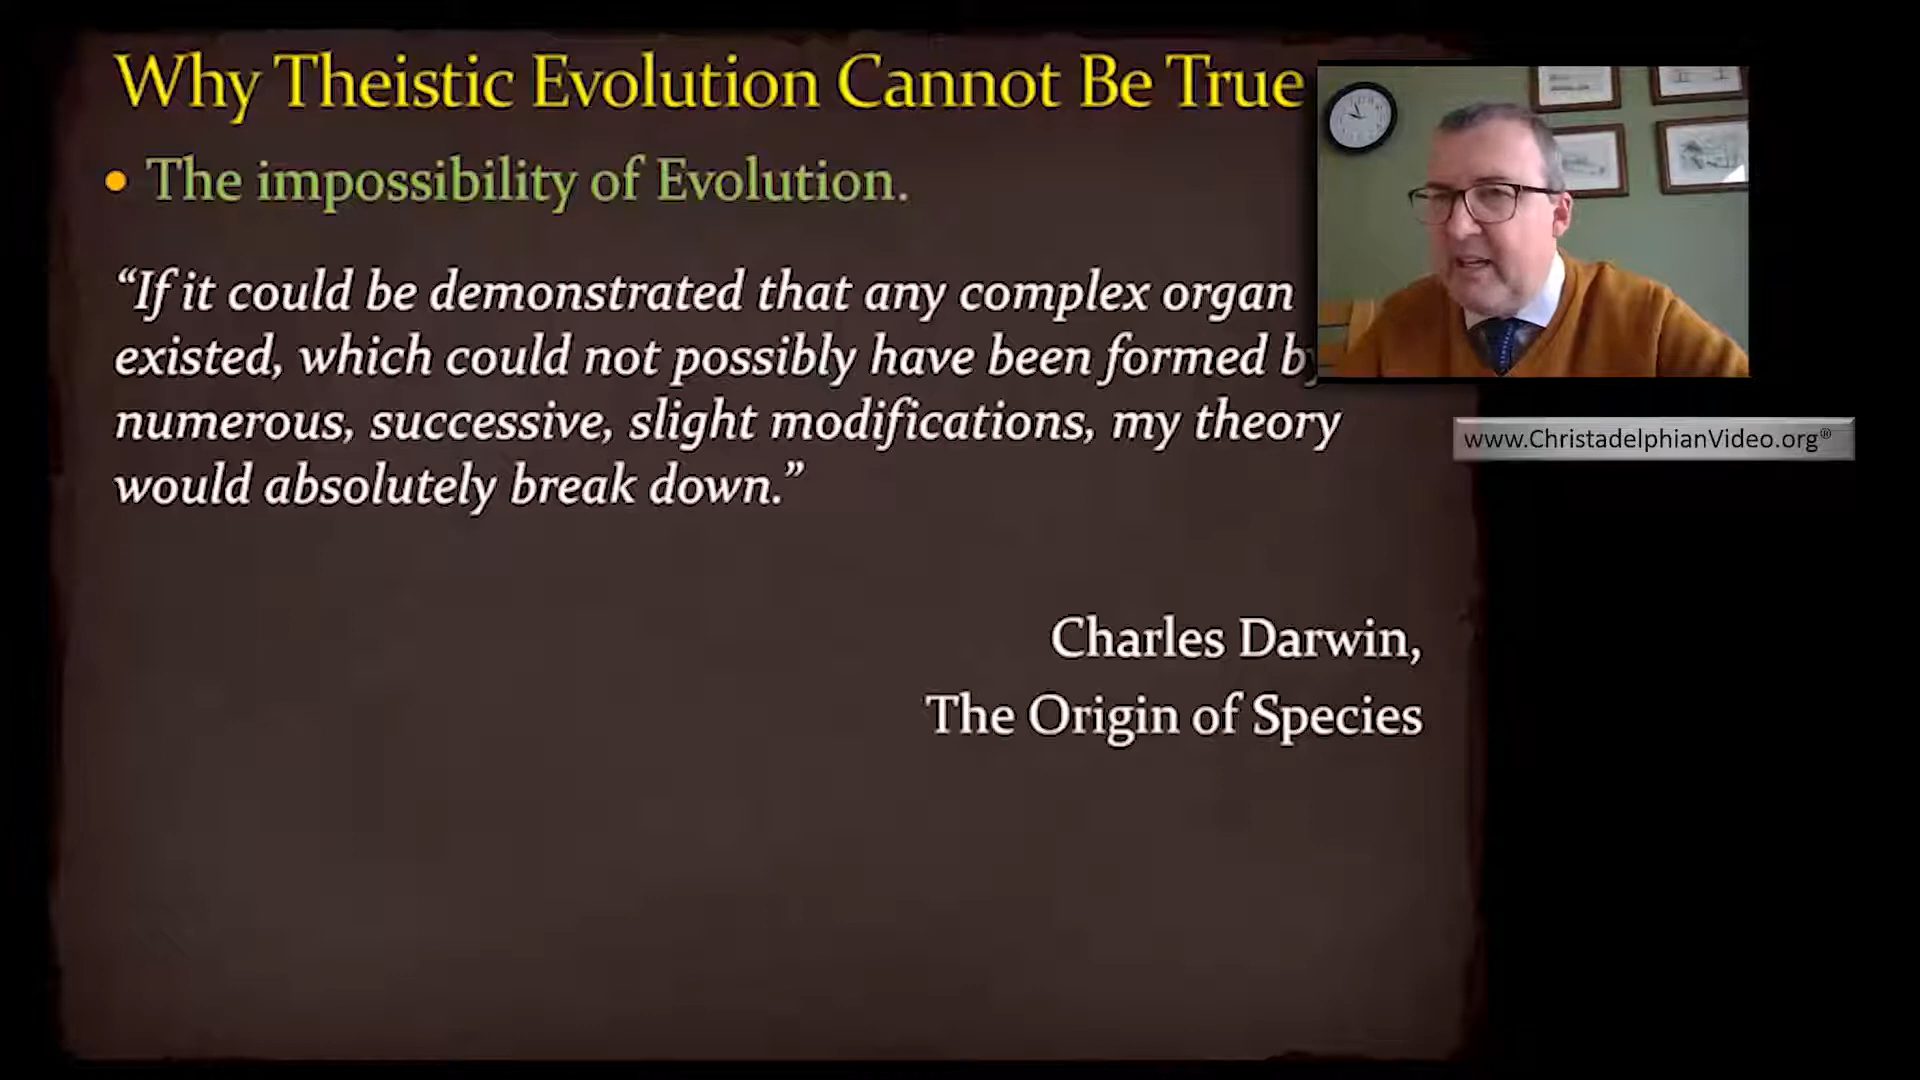 Why Theistic Evolution Cannot Be True
• The impossibility of Evolution.
“If it could be demonstrated that any complex organ
existed, which could not possibly have been formed by
numerous, successive, slight modifications, my theory
would absolutely break down.”
Charles Darwin,
The Origin of Species
www.ChristadelphianVideo.org®